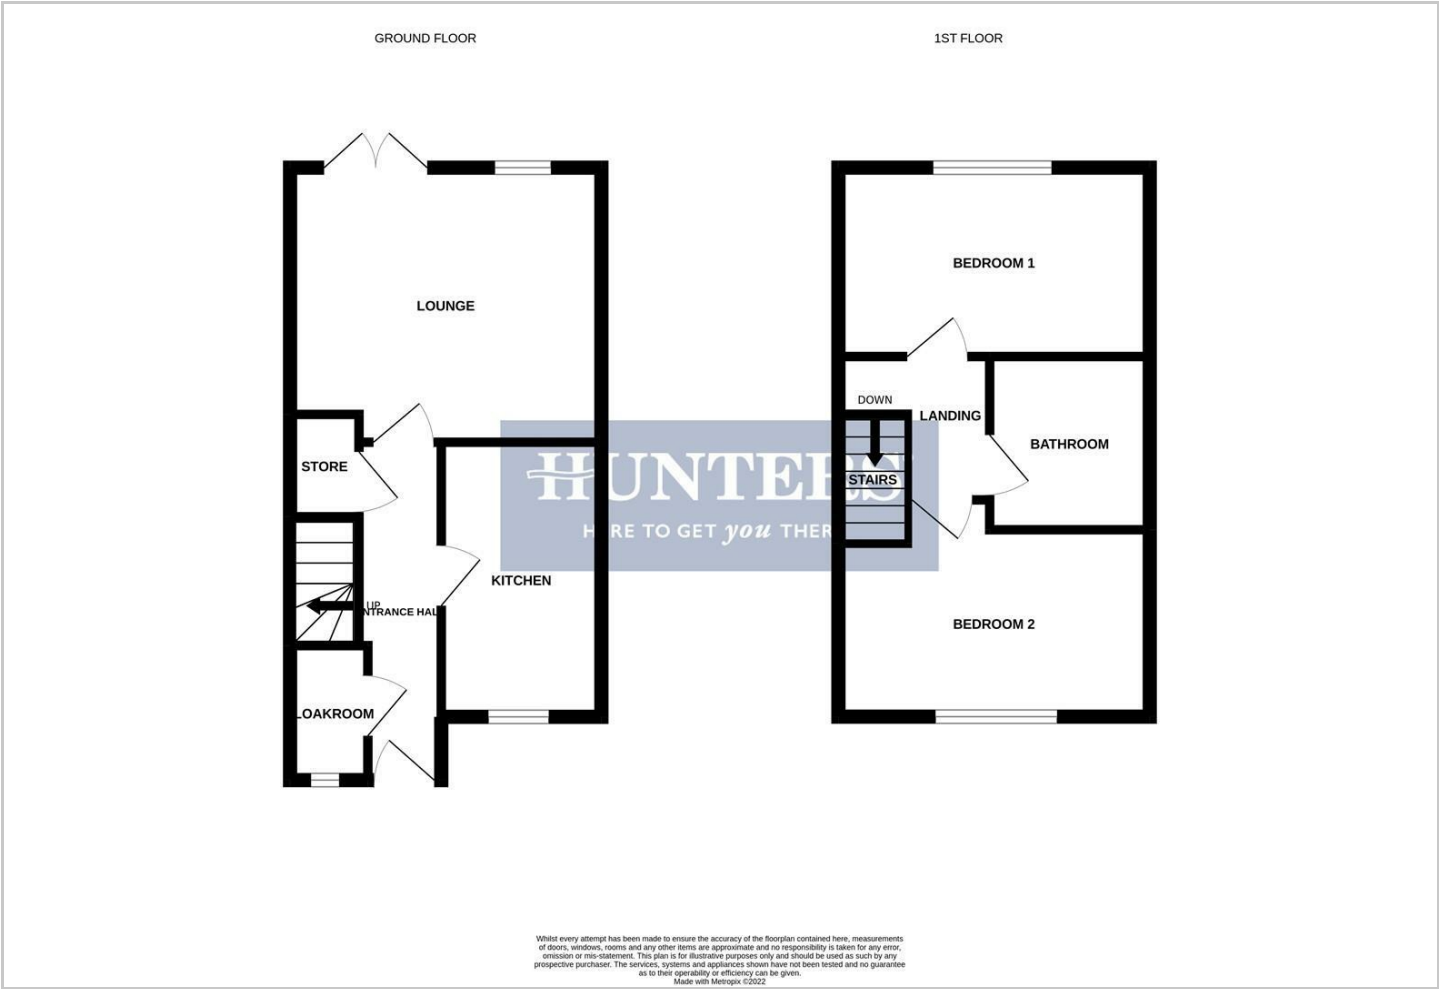 GROUND FLOOR
1ST FLOOR
LOUNGE
BEDROOM 1
DOWN
LANDING
BATHROOM
STORE
STAIRS
HUNTERS
HERE TO GET you THERE
KITCHEN
UP
ENTRANCE HALL
BEDROOM 2
LOAKROOM
Whilst every attempt has been made to ensure the accuracy of the floorplan contained here, measurements
of doors, windows, rooms and any other items are approximate and no responsibility is taken for any error,
omission or mis-statement. This plan is for illustrative purposes only and should be used as such by any
prospective purchaser. The services, systems and appliances shown have not been tested and no guarantee
as to their operability or efficiency can be given.
Made with Metropix ©2022